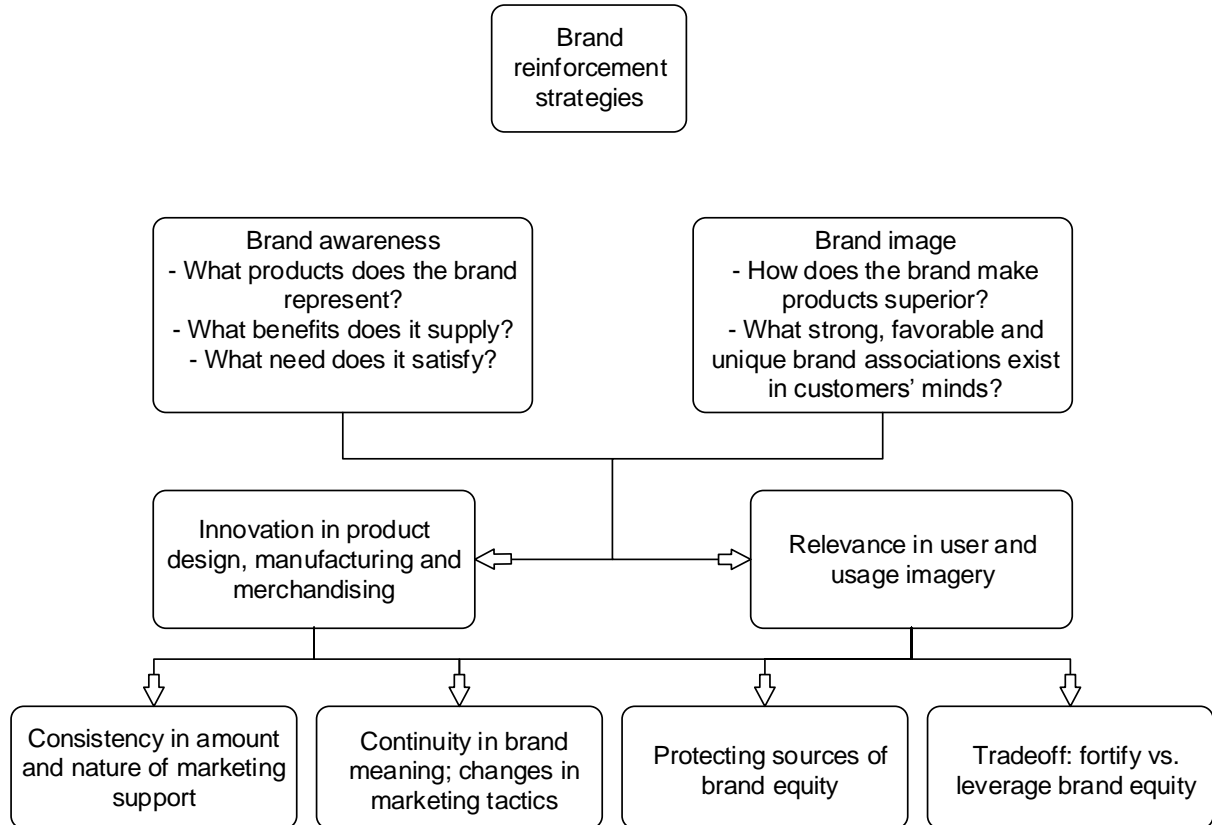 Brand
reinforcement
strategies
Brand awareness
- What products does the brand
represent?
- What benefits does it supply?
- What need does it satisfy?
Brand image
- How does the brand make
products superior?
- What strong, favorable and
unique brand associations exist
in customers’ minds?
Innovation in product
design, manufacturing and
merchandising
Relevance in user and
usage imagery
Consistency in amount
and nature of marketing
support
Continuity in brand
meaning; changes in
marketing tactics
Protecting sources of
brand equity
Tradeoff: fortify vs.
leverage brand equity